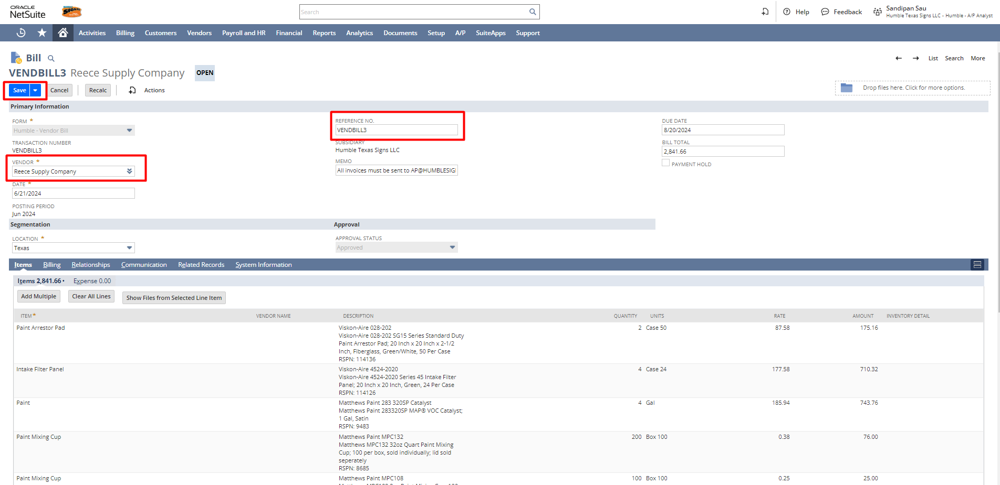 ORACLE
NetSuite
SIGNS
Search
Help
Feedback
Sandipan Sau
Humble Texas Signs LLC - Humble - A/P Analyst
Activities
Billing
Customers
Vendors
Payroll and HR
Financial
Reports
Analytics
Documents
Setup
A/P
SuiteApps
Support
Bill
List
Search
More
VENDBILL3 Reece Supply Company
OPEN
Save
Cancel
Recalc
Actions
Drop files here. Click for more options.
Primary Information
FORM *
Humble - Vendor Bill
TRANSACTION NUMBER
VENDBILL3
VENDOR *
Reece Supply Company
DATE *
6/21/2024
POSTING PERIOD
Jun 2024
REFERENCE NO.
VENDBILL3
SUBSIDIARY
Humble Texas Signs LLC
MEMO
All invoices must be sent to AP@HUMBLESIG
DUE DATE
8/20/2024
BILL TOTAL
2,841.66
PAYMENT HOLD
Segmentation
LOCATION *
Texas
Approval
APPROVAL STATUS
Approved
Items
Billing
Relationships
Communication
Related Records
System Information
Items 2,841.66 •
Expense 0.00
Add Multiple
Clear All Lines
Show Files from Selected Line Item
ITEM * VENDOR NAME DESCRIPTION QUANTITY UNITS RATE AMOUNT INVENTORY DETAIL
Paint Arrestor Pad Viskon-Aire 028-202 2 Case 50 87.58 175.16
Viskon-Aire 028-202 SG15 Series Standard Duty
Paint Arrestor Pad; 20 Inch x 20 Inch x 2-1/2
Inch, Fiberglass, Green/White, 50 Per Case
RSPN: 114136
Intake Filter Panel Viskon-Aire 4524-2020 4 Case 24 177.58 710.32
Viskon-Aire 4524-2020 Series 45 Intake Filter
Panel; 20 Inch x 20 Inch, Green, 24 Per Case
RSPN: 114126
Paint Matthews Paint 283 320SP Catalyst 4 Gal 185.94 743.76
Matthews Paint 283320SP MAP® VOC Catalyst;
1 Gal, Satin
RSPN: 9483
Paint Mixing Cup Matthews Paint MPC132 200 Box 100 0.38 76.00
Matthews MPC132 32oz Quart Paint Mixing
Cup; 100 per box, sold individually; lid sold
seperately
RSPN: 8685
Paint Mixing Cup Matthews Paint MPC108 100 Box 100 0.25 25.00